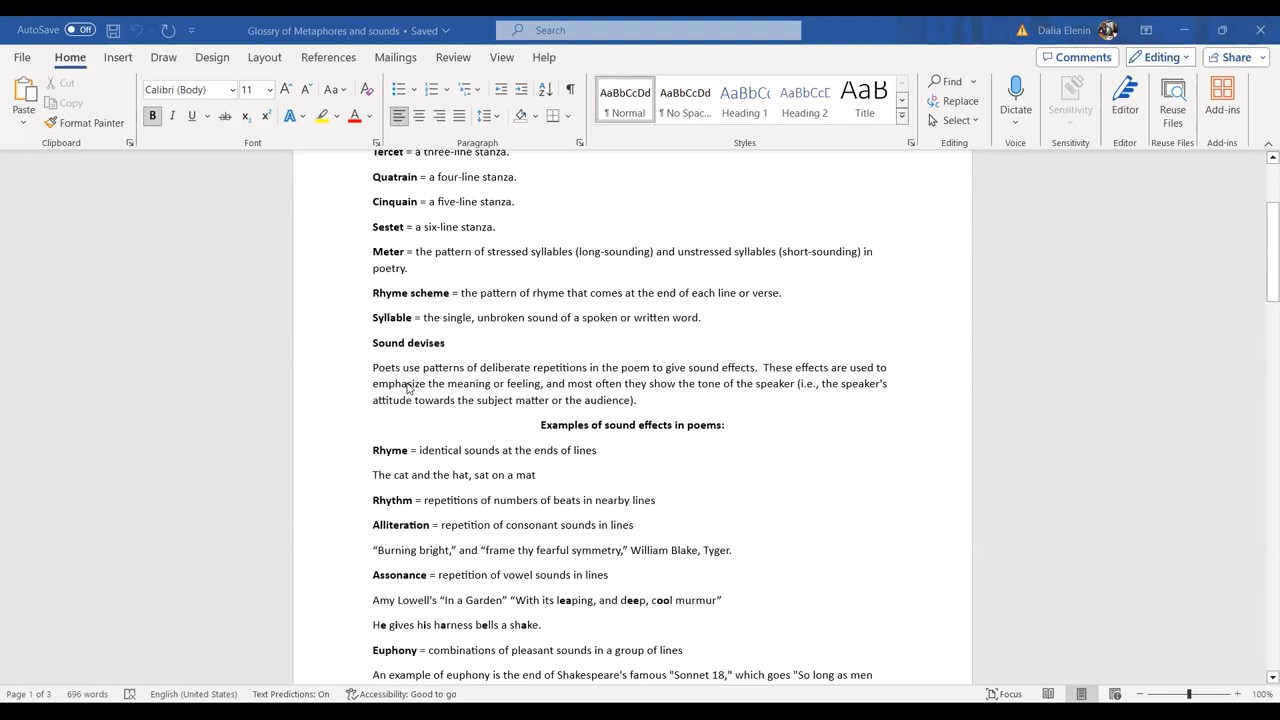 AutoSave Off
Glossry of Metaphores and sounds • Saved
Search
Dalia Elenin
File Home Insert Draw Design Layout References Mailings Review View Help
Comments Editing Share
Paste
Cut
Copy
Format Painter
Clipboard
Calibri (Body) 11
Font
Paragraph
AaBbCcDd
¶ Normal
AaBbCcDd
¶ No Spac...
AaBbCc
Heading 1
AaBbCcD
Heading 2
AaB
Title
Styles
Find
Replace
Select
Editing
Dictate
Voice
Sensitivity
Sensitivity
Editor
Editor
Reuse Files
Reuse Files
Add-ins
Add-ins
Tercet = a three-line stanza.
Quatrain = a four-line stanza.
Cinquain = a five-line stanza.
Sestet = a six-line stanza.
Meter = the pattern of stressed syllables (long-sounding) and unstressed syllables (short-sounding) in
poetry.
Rhyme scheme = the pattern of rhyme that comes at the end of each line or verse.
Syllable = the single, unbroken sound of a spoken or written word.
Sound devises
Poets use patterns of deliberate repetitions in the poem to give sound effects. These effects are used to
emphasize the meaning or feeling, and most often they show the tone of the speaker (i.e., the speaker's
attitude towards the subject matter or the audience).
Examples of sound effects in poems:
Rhyme = identical sounds at the ends of lines
The cat and the hat, sat on a mat
Rhythm = repetitions of numbers of beats in nearby lines
Alliteration = repetition of consonant sounds in lines
“Burning bright,” and “frame thy fearful symmetry,” William Blake, Tyger.
Assonance = repetition of vowel sounds in lines
Amy Lowell's “In a Garden” “With its leaping, and deep, cool murmur”
He gives his harness bells a shake.
Euphony = combinations of pleasant sounds in a group of lines
An example of euphony is the end of Shakespeare's famous "Sonnet 18," which goes "So long as men
Page 1 of 3 696 words English (United States) Text Predictions: On Accessibility: Good to go Focus 100%